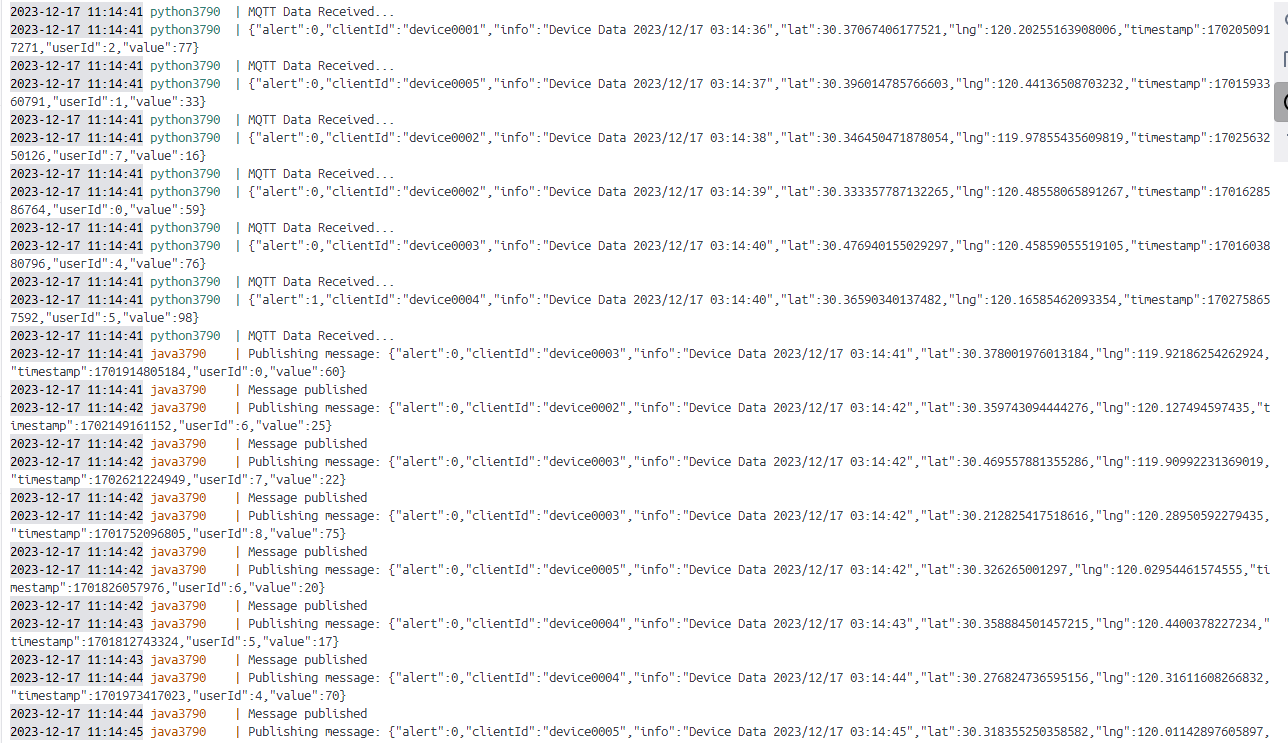 2023-12-17 11:14:41 python3790  | MQTT Data Received...
2023-12-17 11:14:41 python3790  | {"alert":0,"clientId":"device0001","info":"Device Data 2023/12/17 03:14:36","lat":30.37067406177521,"lng":120.20255163908006,"timestamp":170205091
7271,"userId":2,"value":77}
2023-12-17 11:14:41 python3790  | MQTT Data Received...
2023-12-17 11:14:41 python3790  | {"alert":0,"clientId":"device0005","info":"Device Data 2023/12/17 03:14:37","lat":30.396014785766603,"lng":120.44136508703232,"timestamp":17015933
60791,"userId":1,"value":33}
2023-12-17 11:14:41 python3790  | MQTT Data Received...
2023-12-17 11:14:41 python3790  | {"alert":0,"clientId":"device0002","info":"Device Data 2023/12/17 03:14:38","lat":30.346450471878054,"lng":119.97855435609819,"timestamp":17025632
50126,"userId":7,"value":16}
2023-12-17 11:14:41 python3790  | MQTT Data Received...
2023-12-17 11:14:41 python3790  | {"alert":0,"clientId":"device0002","info":"Device Data 2023/12/17 03:14:39","lat":30.333357787132265,"lng":120.48558065891267,"timestamp":17016285
86764,"userId":0,"value":59}
2023-12-17 11:14:41 python3790  | MQTT Data Received...
2023-12-17 11:14:41 python3790  | {"alert":0,"clientId":"device0003","info":"Device Data 2023/12/17 03:14:40","lat":30.476940155029297,"lng":120.45859055519105,"timestamp":17016038
80796,"userId":4,"value":76}
2023-12-17 11:14:41 python3790  | MQTT Data Received...
2023-12-17 11:14:41 python3790  | {"alert":1,"clientId":"device0004","info":"Device Data 2023/12/17 03:14:40","lat":30.36590340137482,"lng":120.16585462093354,"timestamp":170275865
7592,"userId":5,"value":98}
2023-12-17 11:14:41 python3790  | MQTT Data Received...
2023-12-17 11:14:41 java3790    | Publishing message: {"alert":0,"clientId":"device0003","info":"Device Data 2023/12/17 03:14:41","lat":30.378001976013184,"lng":119.92186254262924,
"timestamp":1701914805184,"userId":0,"value":60}
2023-12-17 11:14:41 java3790    | Message published
2023-12-17 11:14:42 java3790    | Publishing message: {"alert":0,"clientId":"device0002","info":"Device Data 2023/12/17 03:14:42","lat":30.359743094444276,"lng":120.127494597435,"t
imestamp":1702149161152,"userId":6,"value":25}
2023-12-17 11:14:42 java3790    | Message published
2023-12-17 11:14:42 java3790    | Publishing message: {"alert":0,"clientId":"device0003","info":"Device Data 2023/12/17 03:14:42","lat":30.469557881355286,"lng":119.90992231369019,
"timestamp":1702621224949,"userId":7,"value":22}
2023-12-17 11:14:42 java3790    | Message published
2023-12-17 11:14:42 java3790    | Publishing message: {"alert":0,"clientId":"device0003","info":"Device Data 2023/12/17 03:14:42","lat":30.212825417518616,"lng":120.28950592279435,
"timestamp":1701752096805,"userId":8,"value":75}
2023-12-17 11:14:42 java3790    | Message published
2023-12-17 11:14:42 java3790    | Publishing message: {"alert":0,"clientId":"device0005","info":"Device Data 2023/12/17 03:14:42","lat":30.326265001297,"lng":120.02954461574555,"ti
mestamp":1701826057976,"userId":6,"value":20}
2023-12-17 11:14:42 java3790    | Message published
2023-12-17 11:14:43 java3790    | Publishing message: {"alert":0,"clientId":"device0004","info":"Device Data 2023/12/17 03:14:43","lat":30.358884501457215,"lng":120.4400378227234,"
timestamp":1701812743324,"userId":5,"value":17}
2023-12-17 11:14:43 java3790    | Message published
2023-12-17 11:14:44 java3790    | Publishing message: {"alert":0,"clientId":"device0004","info":"Device Data 2023/12/17 03:14:44","lat":30.276824736595156,"lng":120.31611608266832,
"timestamp":1701973417023,"userId":4,"value":70}
2023-12-17 11:14:44 java3790    | Message published
2023-12-17 11:14:45 java3790    | Publishing message: {"alert":0,"clientId":"device0005","info":"Device Data 2023/12/17 03:14:45","lat":30.318355250358582,"lng":120.01142897605897,